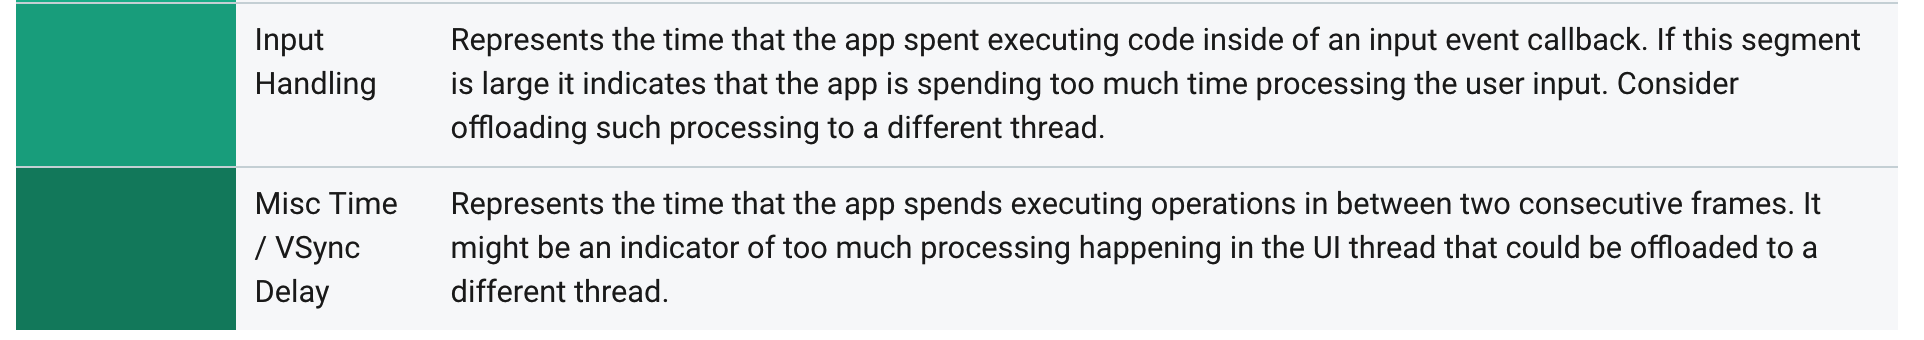 Input
Handling
Represents the time that the app spent executing code inside of an input event callback. If this segment
is large it indicates that the app is spending too much time processing the user input. Consider
offloading such processing to a different thread.
Misc Time
/ VSync
Delay
Represents the time that the app spends executing operations in between two consecutive frames. It
might be an indicator of too much processing happening in the UI thread that could be offloaded to a
different thread.